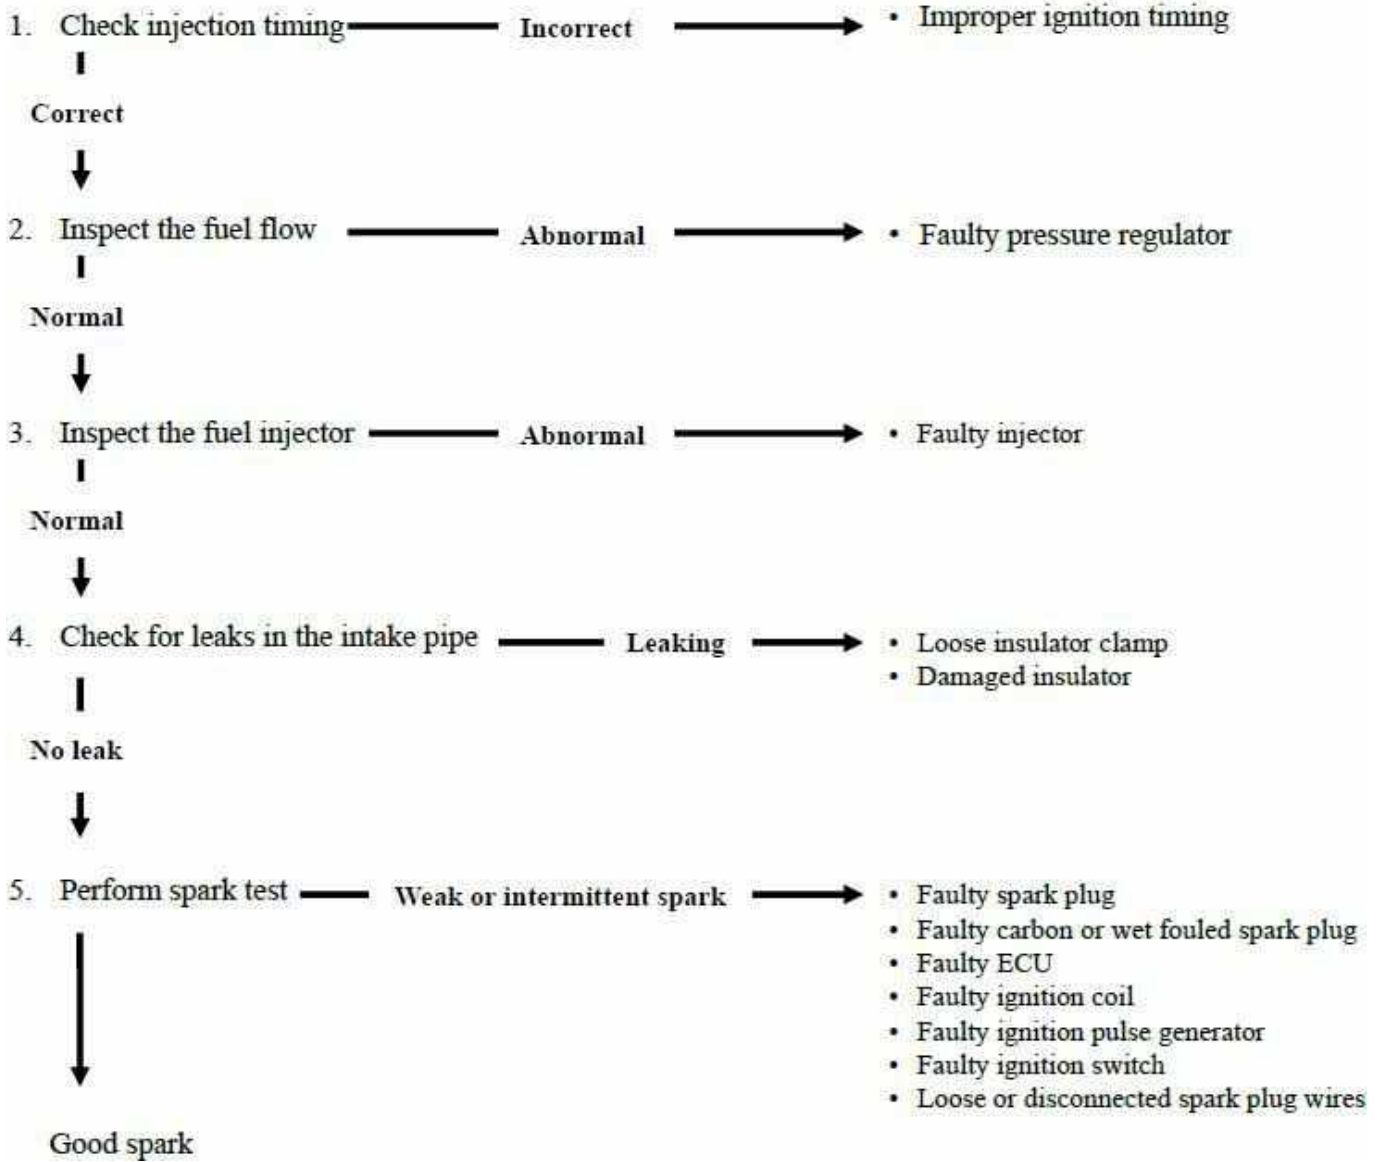 1. Check injection timing Incorrect • Improper ignition timing
Correct
2. Inspect the fuel flow Abnormal • Faulty pressure regulator
Normal
3. Inspect the fuel injector Abnormal • Faulty injector
Normal
4. Check for leaks in the intake pipe Leaking • Loose insulator clamp
• Damaged insulator
No leak
5. Perform spark test Weak or intermittent spark • Faulty spark plug
• Faulty carbon or wet fouled spark plug
• Faulty ECU
• Faulty ignition coil
• Faulty ignition pulse generator
• Faulty ignition switch
• Loose or disconnected spark plug wires
Good spark